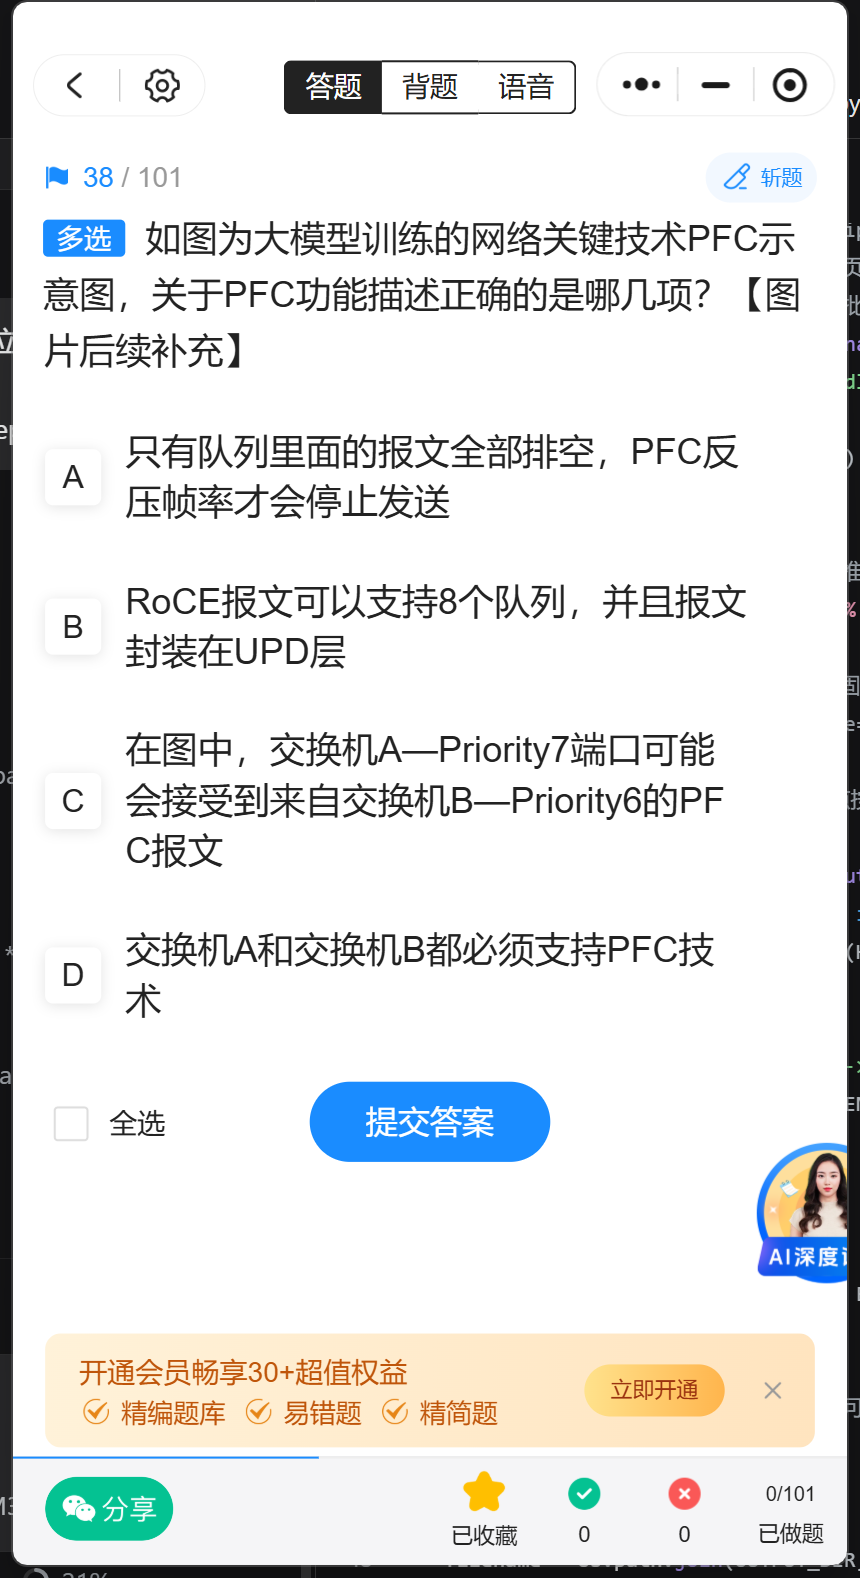 答题 背题 语音
38 / 101
斩题
多选 如图为大模型训练的网络关键技术PFC示
意图，关于PFC功能描述正确的是哪几项？【图
片后续补充】
A 只有队列里面的报文全部排空，PFC反
压帧率才会停止发送
B RoCE报文可以支持8个队列，并且报文
封装在UPD层
C 在图中，交换机A—Priority7端口可能
会接受到来自交换机B—Priority6的PF
C报文
D 交换机A和交换机B都必须支持PFC技
术
全选 提交答案
AI深度
开通会员畅享30+超值权益
精编题库 易错题 精简题
立即开通
分享
已收藏
0
0
0/101
已做题